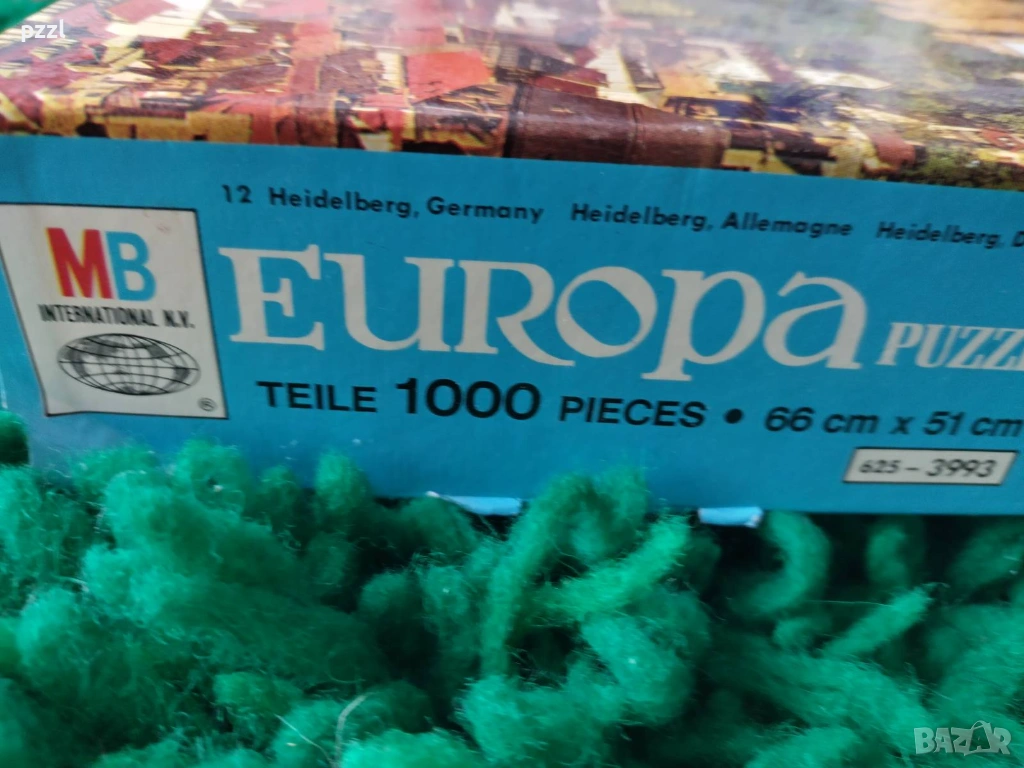 pzzl
12 Heidelberg, Germany Heidelberg, Allemagne Heidelberg,
MB
INTERNATIONAL N.V.
®
EUROPA
TEILE 1000 PIECES • 66 cm x 51 cm
625 - 3993
BAZAR